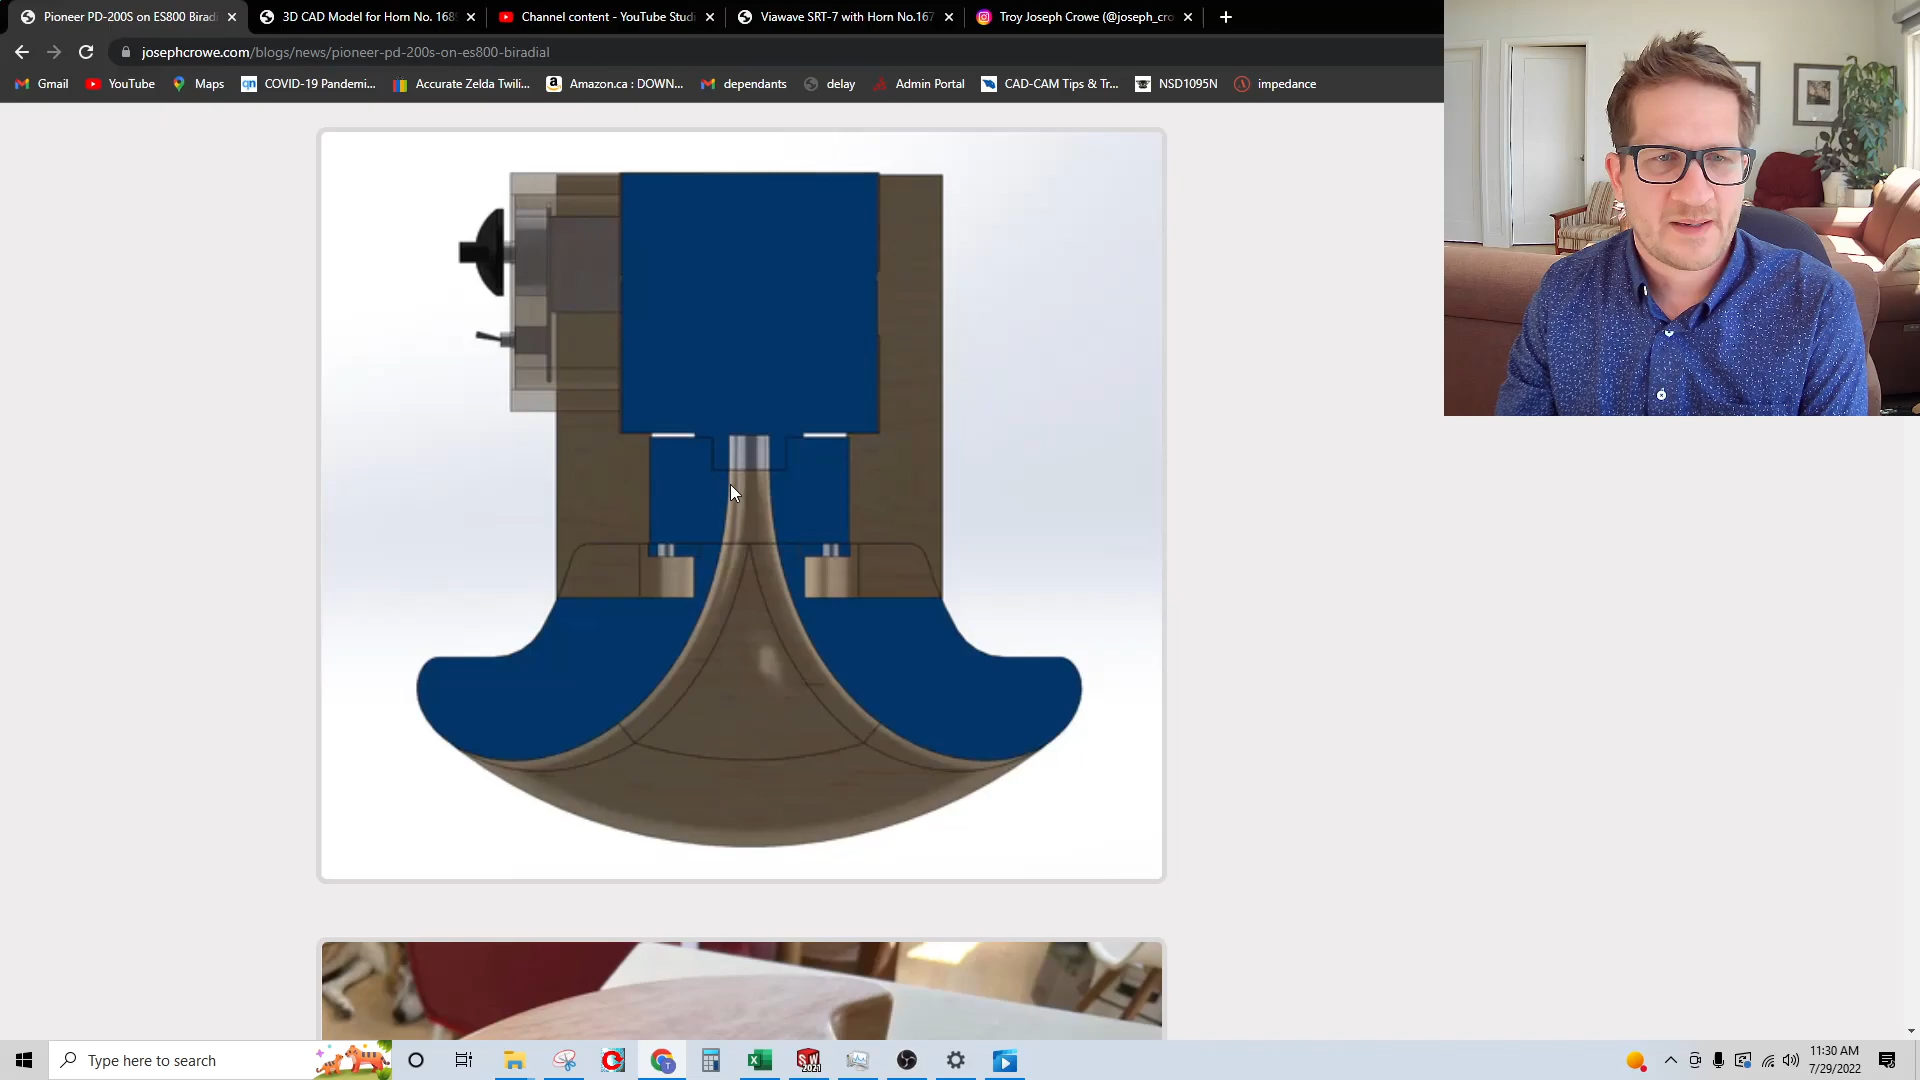 Pioneer PD-200S on ES800 Biradi
3D CAD Model for Horn No. 168
Channel content - YouTube Studi
Viawave SRT-7 with Horn No.167
Troy Joseph Crowe (@joseph_cro
josephcrowe.com/blogs/news/pioneer-pd-200s-on-es800-biradial
Gmail
YouTube
Maps
qn COVID-19 Pandemi...
Accurate Zelda Twili...
Amazon.ca : DOWN...
dependants
delay
Admin Portal
CAD-CAM Tips & Tr...
NSD1095N
impedance
Type here to search
11:30 AM
7/29/2022